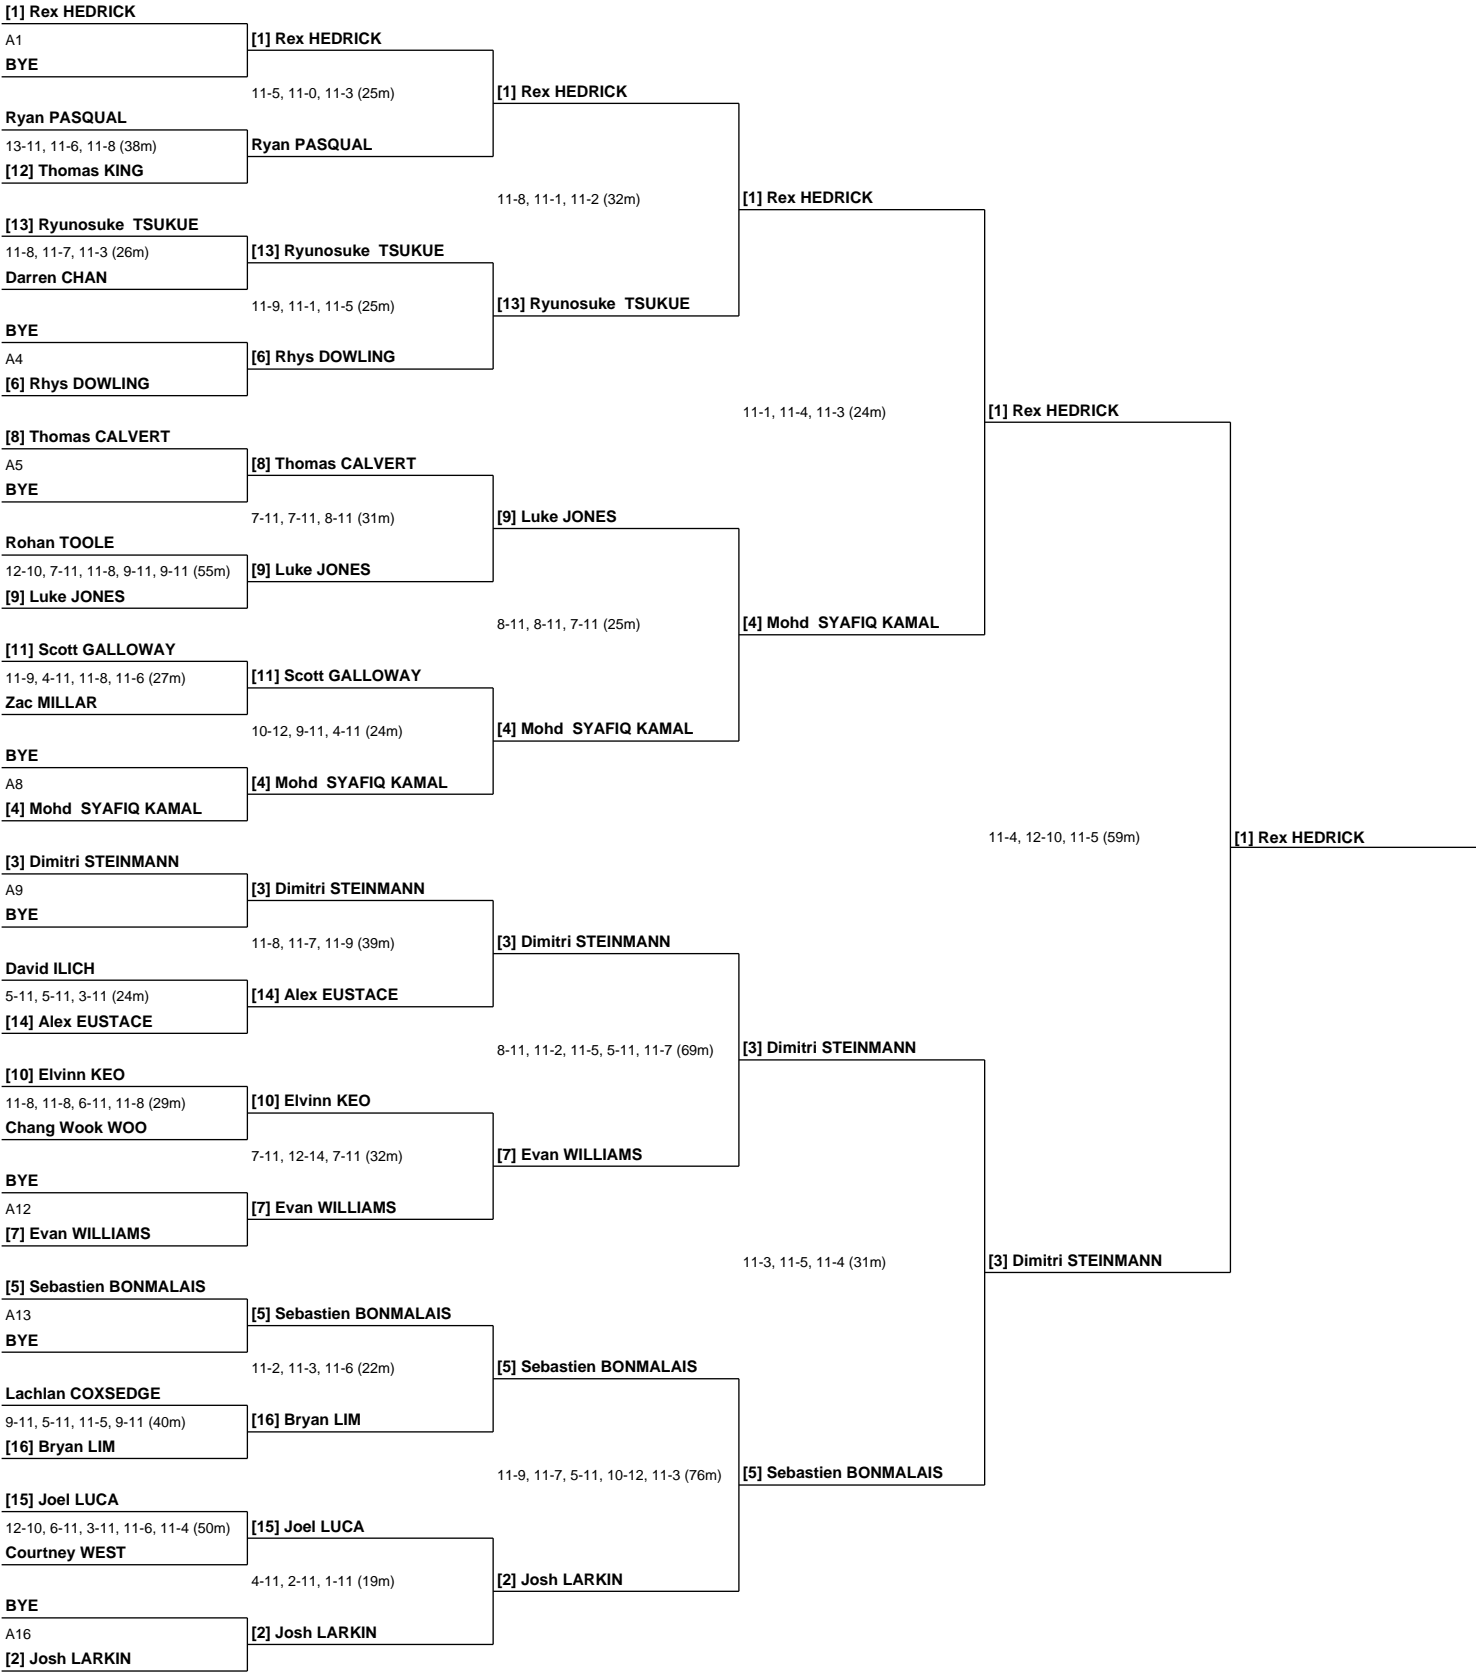 [1] Rex HEDRICK
A1
BYE
Ryan PASQUAL
13-11, 11-6, 11-8 (38m)
[12] Thomas KING
[13] Ryunosuke  TSUKUE
11-8, 11-7, 11-3 (26m)
Darren CHAN
BYE
A4
[6] Rhys DOWLING
[8] Thomas CALVERT
A5
BYE
Rohan TOOLE
12-10, 7-11, 11-8, 9-11, 9-11 (55m)
[9] Luke JONES
[11] Scott GALLOWAY
11-9, 4-11, 11-8, 11-6 (27m)
Zac MILLAR
BYE
A8
[4] Mohd  SYAFIQ KAMAL
[3] Dimitri STEINMANN
A9
BYE
David ILICH
5-11, 5-11, 3-11 (24m)
[14] Alex EUSTACE
[10] Elvinn KEO
11-8, 11-8, 6-11, 11-8 (29m)
Chang Wook WOO
BYE
A12
[7] Evan WILLIAMS
[5] Sebastien BONMALAIS
A13
BYE
Lachlan COXSEDGE
9-11, 5-11, 11-5, 9-11 (40m)
[16] Bryan LIM
[15] Joel LUCA
12-10, 6-11, 3-11, 11-6, 11-4 (50m)
Courtney WEST
BYE
A16
[2] Josh LARKIN
[1] Rex HEDRICK
11-5, 11-0, 11-3 (25m)
Ryan PASQUAL
[13] Ryunosuke  TSUKUE
11-9, 11-1, 11-5 (25m)
[6] Rhys DOWLING
[8] Thomas CALVERT
7-11, 7-11, 8-11 (31m)
[9] Luke JONES
[11] Scott GALLOWAY
10-12, 9-11, 4-11 (24m)
[4] Mohd  SYAFIQ KAMAL
[3] Dimitri STEINMANN
11-8, 11-7, 11-9 (39m)
[14] Alex EUSTACE
[10] Elvinn KEO
7-11, 12-14, 7-11 (32m)
[7] Evan WILLIAMS
[5] Sebastien BONMALAIS
11-2, 11-3, 11-6 (22m)
[16] Bryan LIM
[15] Joel LUCA
4-11, 2-11, 1-11 (19m)
[2] Josh LARKIN
[1] Rex HEDRICK
11-8, 11-1, 11-2 (32m)
[13] Ryunosuke  TSUKUE
[9] Luke JONES
8-11, 8-11, 7-11 (25m)
[4] Mohd  SYAFIQ KAMAL
[3] Dimitri STEINMANN
8-11, 11-2, 11-5, 5-11, 11-7 (69m)
[7] Evan WILLIAMS
[5] Sebastien BONMALAIS
11-9, 11-7, 5-11, 10-12, 11-3 (76m)
[2] Josh LARKIN
[1] Rex HEDRICK
11-1, 11-4, 11-3 (24m)
[4] Mohd  SYAFIQ KAMAL
[3] Dimitri STEINMANN
11-3, 11-5, 11-4 (31m)
[5] Sebastien BONMALAIS
[1] Rex HEDRICK
11-4, 12-10, 11-5 (59m)
[3] Dimitri STEINMANN
[1] Rex HEDRICK